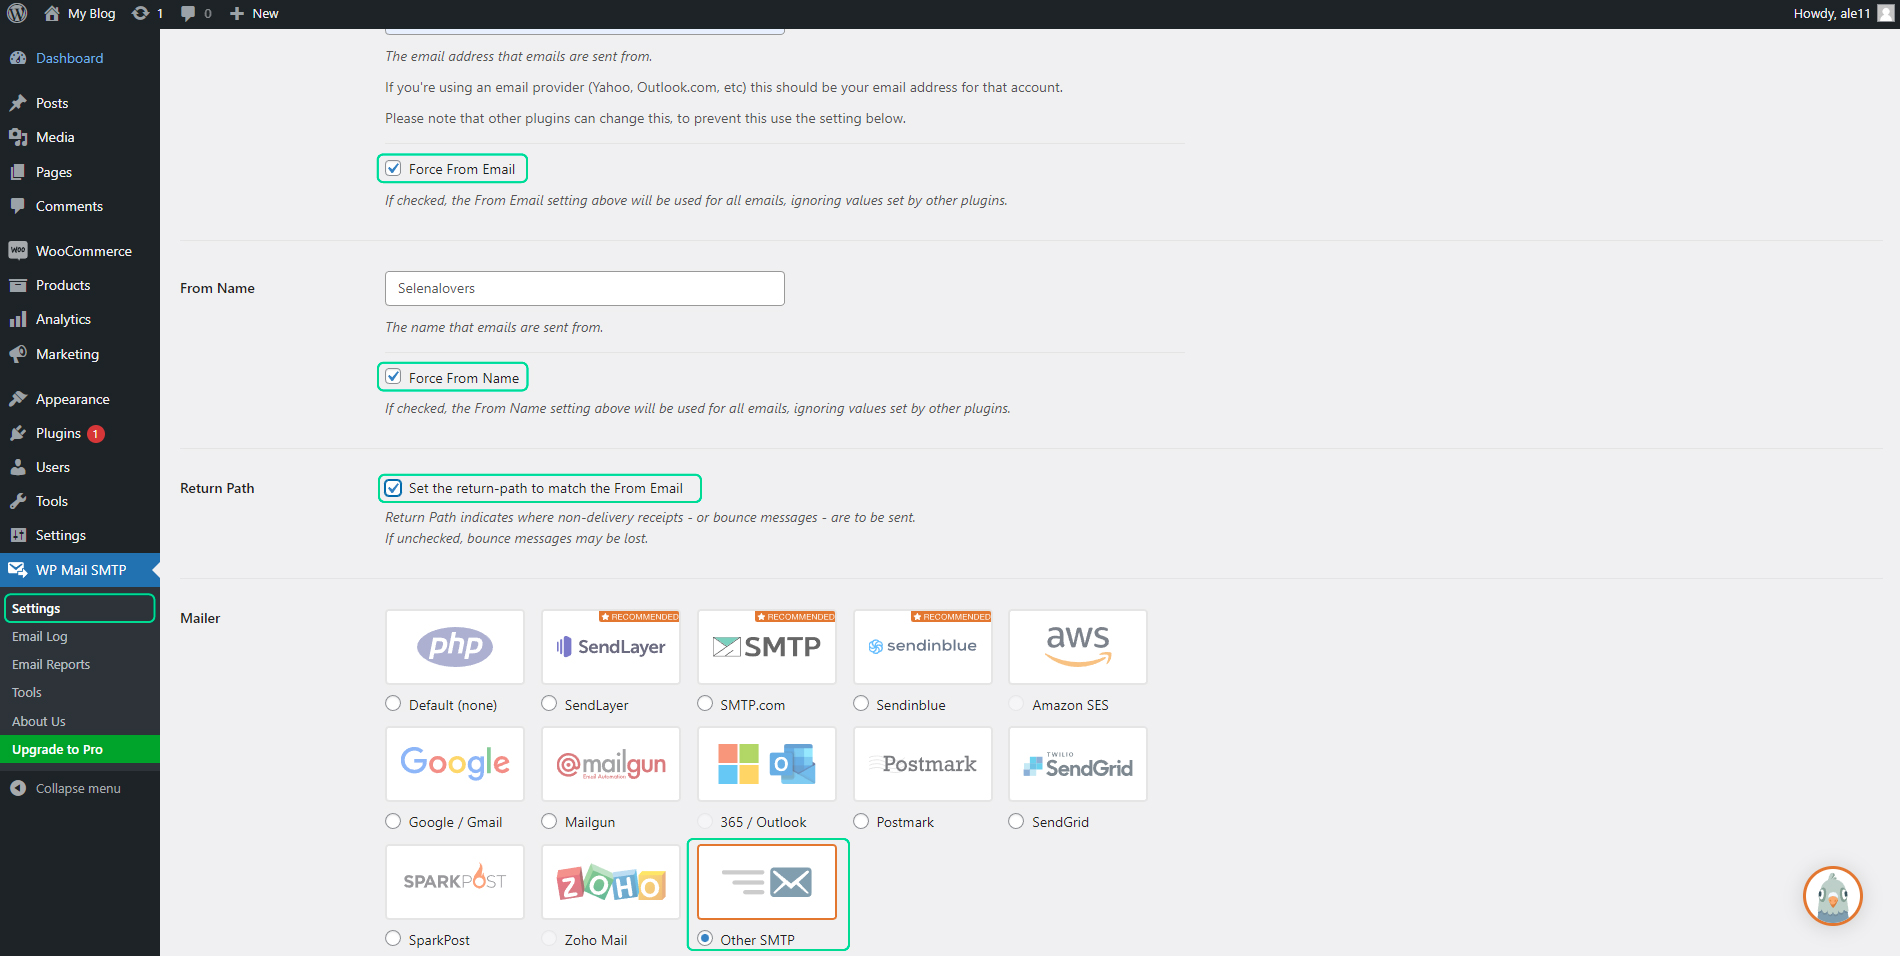 My Blog
1
0
New
Howdy, ale11
Dashboard
Posts
Media
Pages
Comments
WooCommerce
Products
Analytics
Marketing
Appearance
Plugins 1
Users
Tools
Settings
WP Mail SMTP
Settings
Email Log
Email Reports
Tools
About Us
Upgrade to Pro
Collapse menu
The email address that emails are sent from.
If you're using an email provider (Yahoo, Outlook.com, etc) this should be your email address for that account.
Please note that other plugins can change this, to prevent this use the setting below.
Force From Email
If checked, the From Email setting above will be used for all emails, ignoring values set by other plugins.
From Name
Selenalovers
The name that emails are sent from.
Force From Name
If checked, the From Name setting above will be used for all emails, ignoring values set by other plugins.
Return Path
Set the return-path to match the From Email
Return Path indicates where non-delivery receipts - or bounce messages - are to be sent.
If unchecked, bounce messages may be lost.
Mailer
php
RECOMMENDED
SendLayer
RECOMMENDED
SMTP
RECOMMENDED
sendinblue
aws
Default (none)
SendLayer
SMTP.com
Sendinblue
Amazon SES
Google
@mailgun
Email Automation
Postmark
TWILIO
SendGrid
Google / Gmail
Mailgun
365 / Outlook
Postmark
SendGrid
SPARKPOST
ZOHO
SparkPost
Zoho Mail
Other SMTP